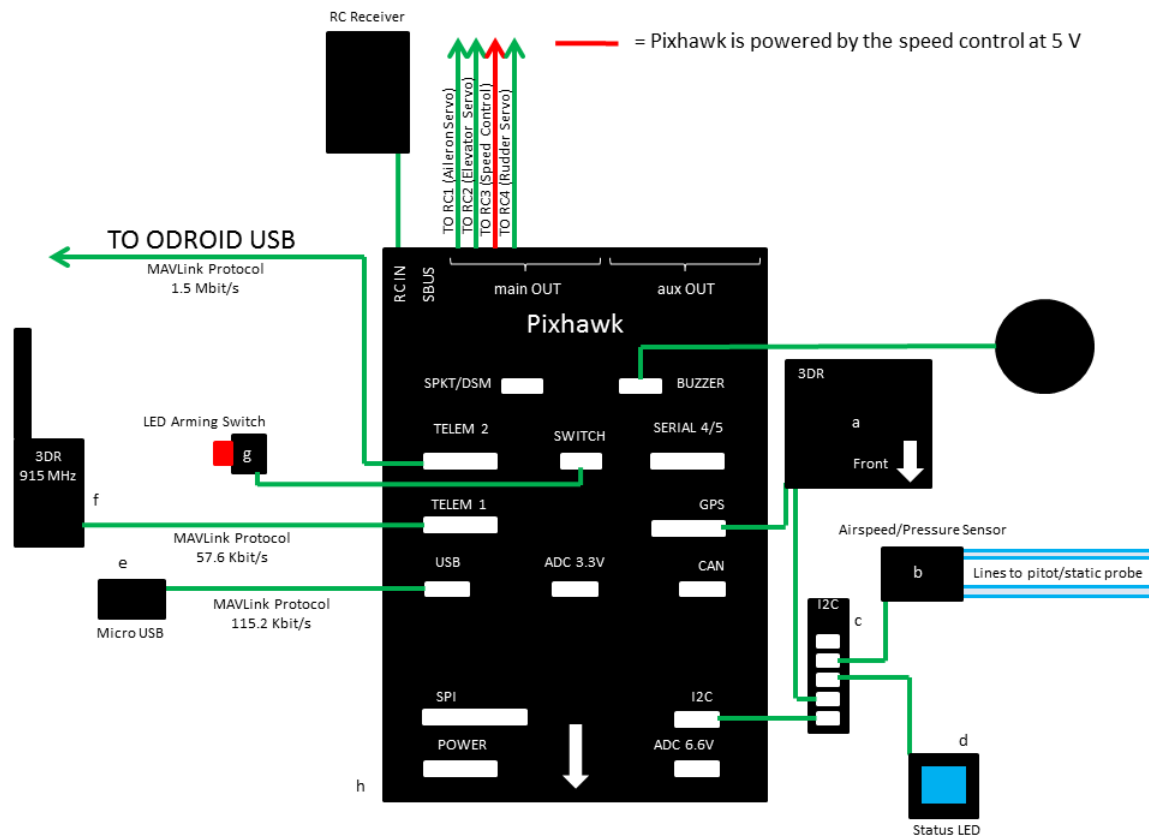 RC Receiver
= Pixhawk is powered by the speed control at 5 V
TO RC1 (Aileron Servo)
TO RC2 (Elevator Servo)
TO RC3 (Speed Control)
TO RC4 (Rudder Servo)
TO ODROID USB
MAVLink Protocol
1.5 Mbit/s
RC IN
SBUS
main OUT
aux OUT
Pixhawk
SPKT/DSM
BUZZER
3DR
a
Front
LED Arming Switch
g
TELEM 2
SWITCH
SERIAL 4/5
3DR
915 MHz
f
TELEM 1
GPS
MAVLink Protocol
57.6 Kbit/s
Airspeed/Pressure Sensor
b
Lines to pitot/static probe
e
USB
ADC 3.3V
CAN
MAVLink Protocol
115.2 Kbit/s
Micro USB
I2C
c
SPI
I2C
POWER
ADC 6.6V
h
d
Status LED